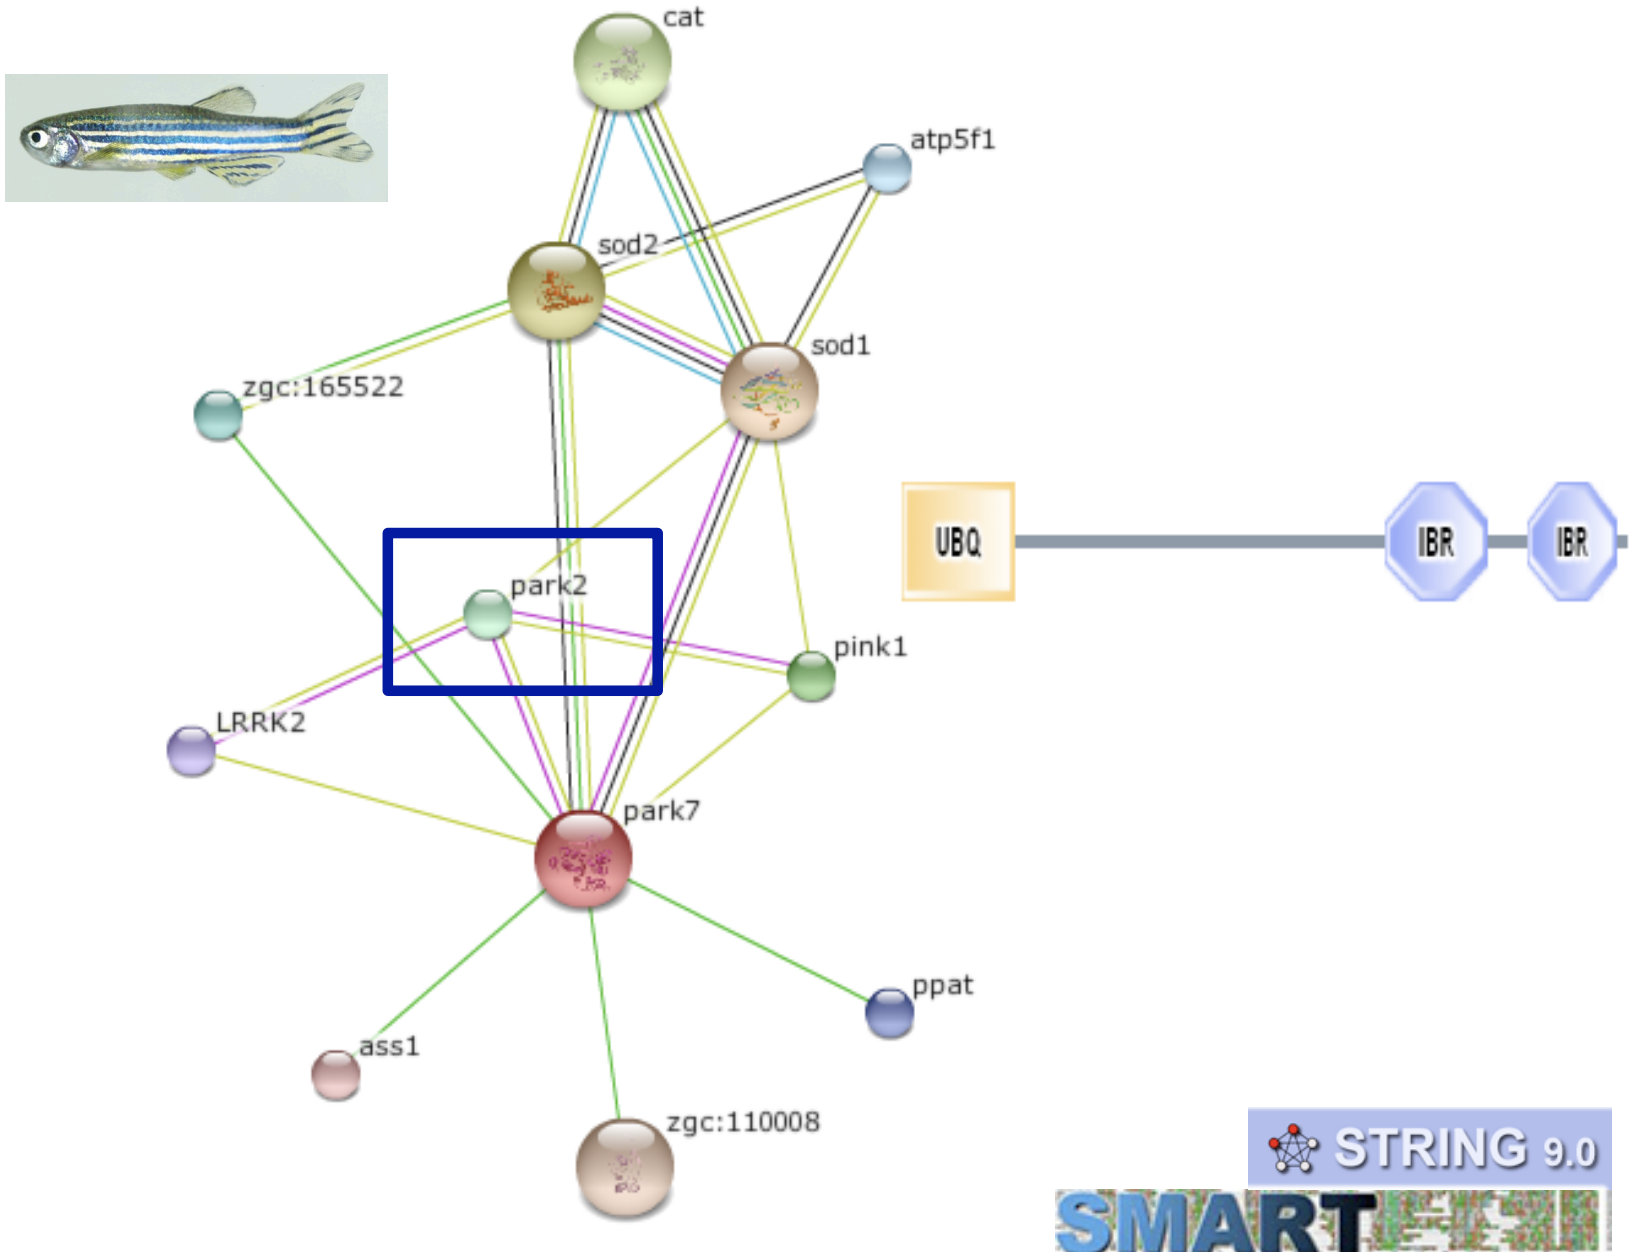 cat
atp5f1
sod2
sod1
zgc:165522
UBQ
IBR
IBR
park2
pink1
LRRK2
park7
ppat
ass1
zgc:110008
STRING 9.0
SMART